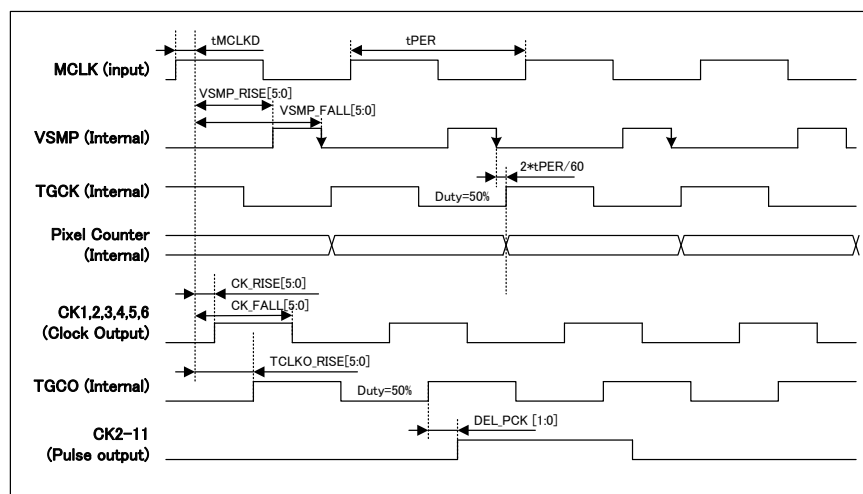 tMCLKD
tPER
MCLK (input)
VSMP_RISE[5:0]
VSMP_FALL[5:0]
VSMP (Internal)
2*tPER/60
TGCK (Internal)
Duty=50%
Pixel Counter
(Internal)
CK_RISE[5:0]
CK_FALL[5:0]
CK1,2,3,4,5,6
(Clock Output)
TCLKO_RISE[5:0]
TGCO (Internal)
Duty=50%
DEL_PCK [1:0]
CK2-11
(Pulse output)